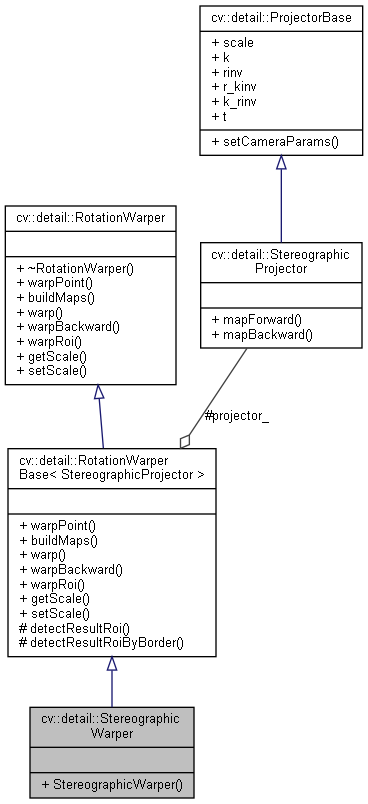 cv::detail::ProjectorBase
+ scale
+ k
+ rinv
+ r_kinv
+ k_rinv
+ t
+ setCameraParams()
cv::detail::RotationWarper
+ ~RotationWarper()
+ warpPoint()
+ buildMaps()
+ warp()
+ warpBackward()
+ warpRoi()
+ getScale()
+ setScale()
cv::detail::Stereographic
Projector
+ mapForward()
+ mapBackward()
#projector_
cv::detail::RotationWarper
Base< StereographicProjector >
+ warpPoint()
+ buildMaps()
+ warp()
+ warpBackward()
+ warpRoi()
+ getScale()
+ setScale()
# detectResultRoi()
# detectResultRoiByBorder()
cv::detail::Stereographic
Warper
+ StereographicWarper()